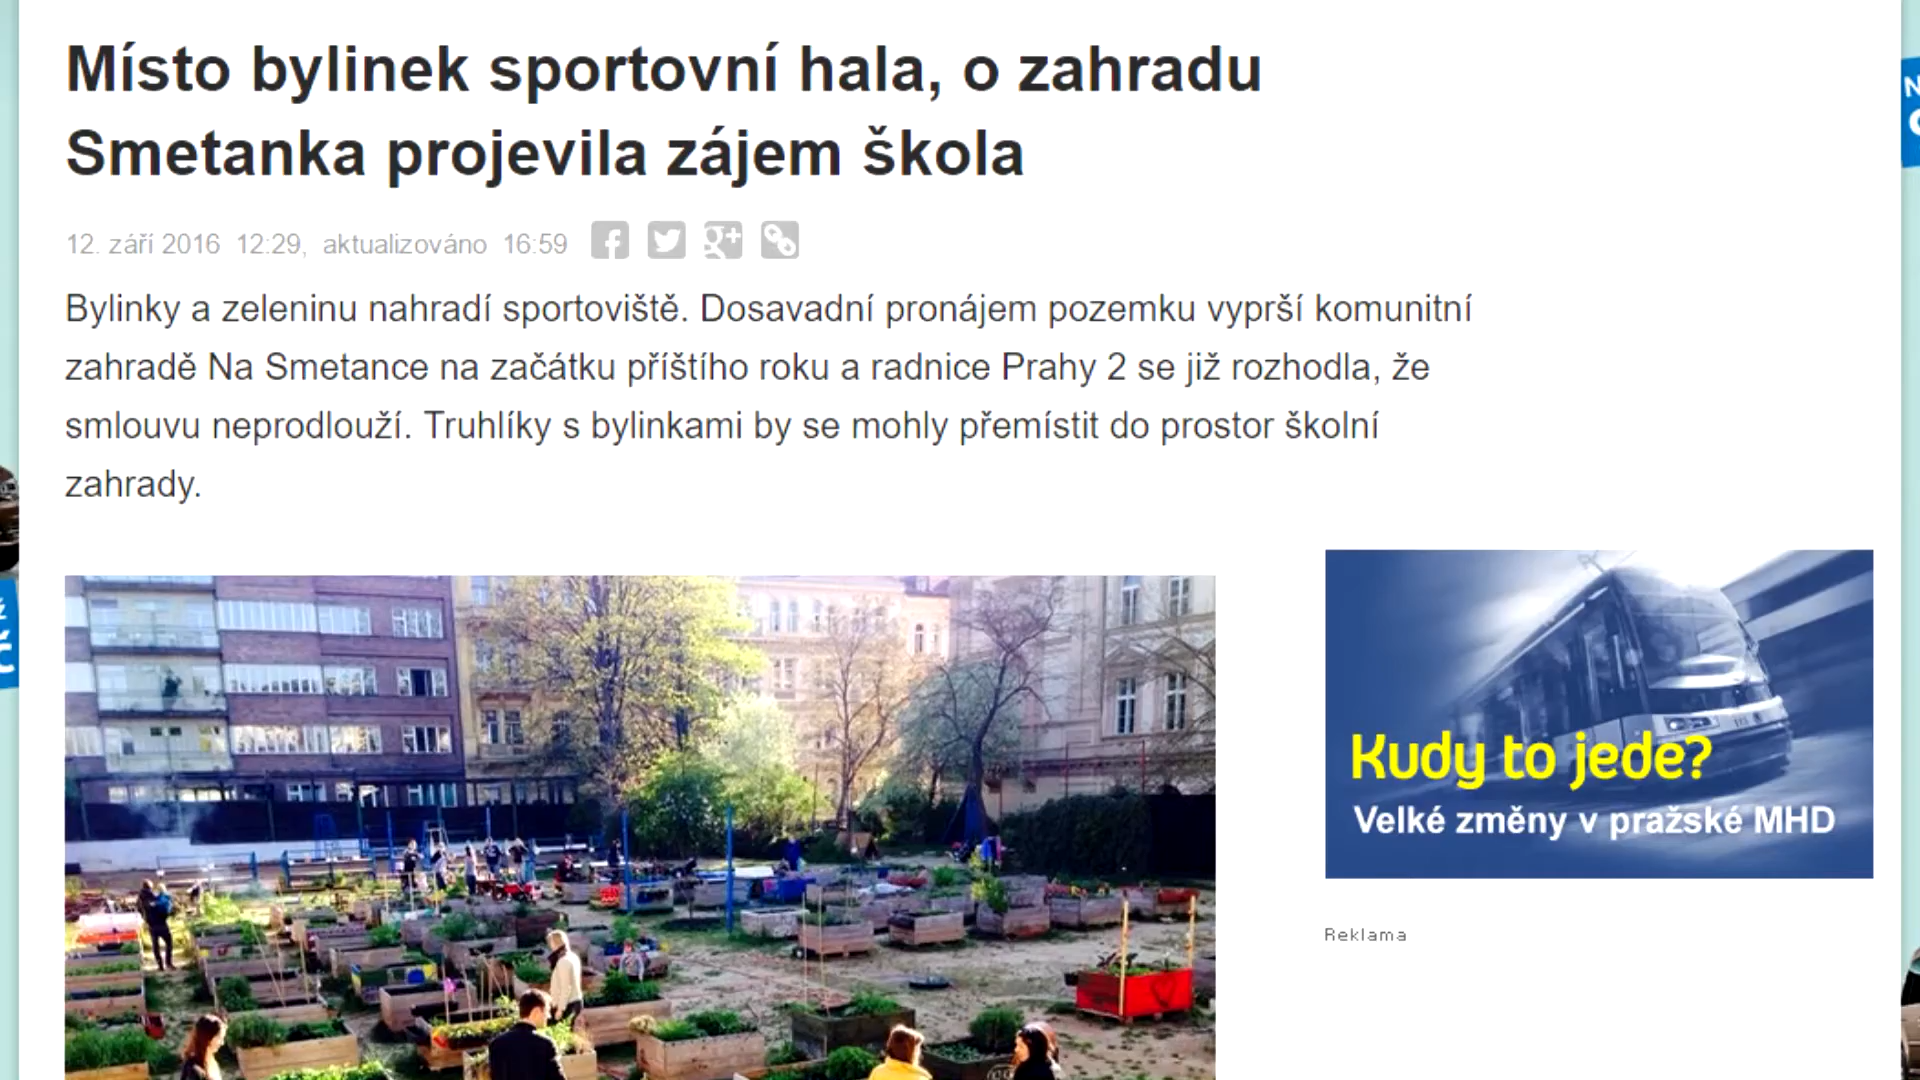 Místo bylinek sportovní hala, o zahradu
Smetanka projevila zájem škola
12. září 2016 12:29, aktualizováno 16:59
Bylinky a zeleninu nahradí sportoviště. Dosavadní pronájem pozemku vyprší komunitní
zahradě Na Smetance na začátku příštího roku a radnice Prahy 2 se již rozhodla, že
smlouvu neprodlouží. Truhlíky s bylinkami by se mohly přemístit do prostor školní
zahrady.
Kudy to jede?
Velké změny v pražské MHD
Reklama